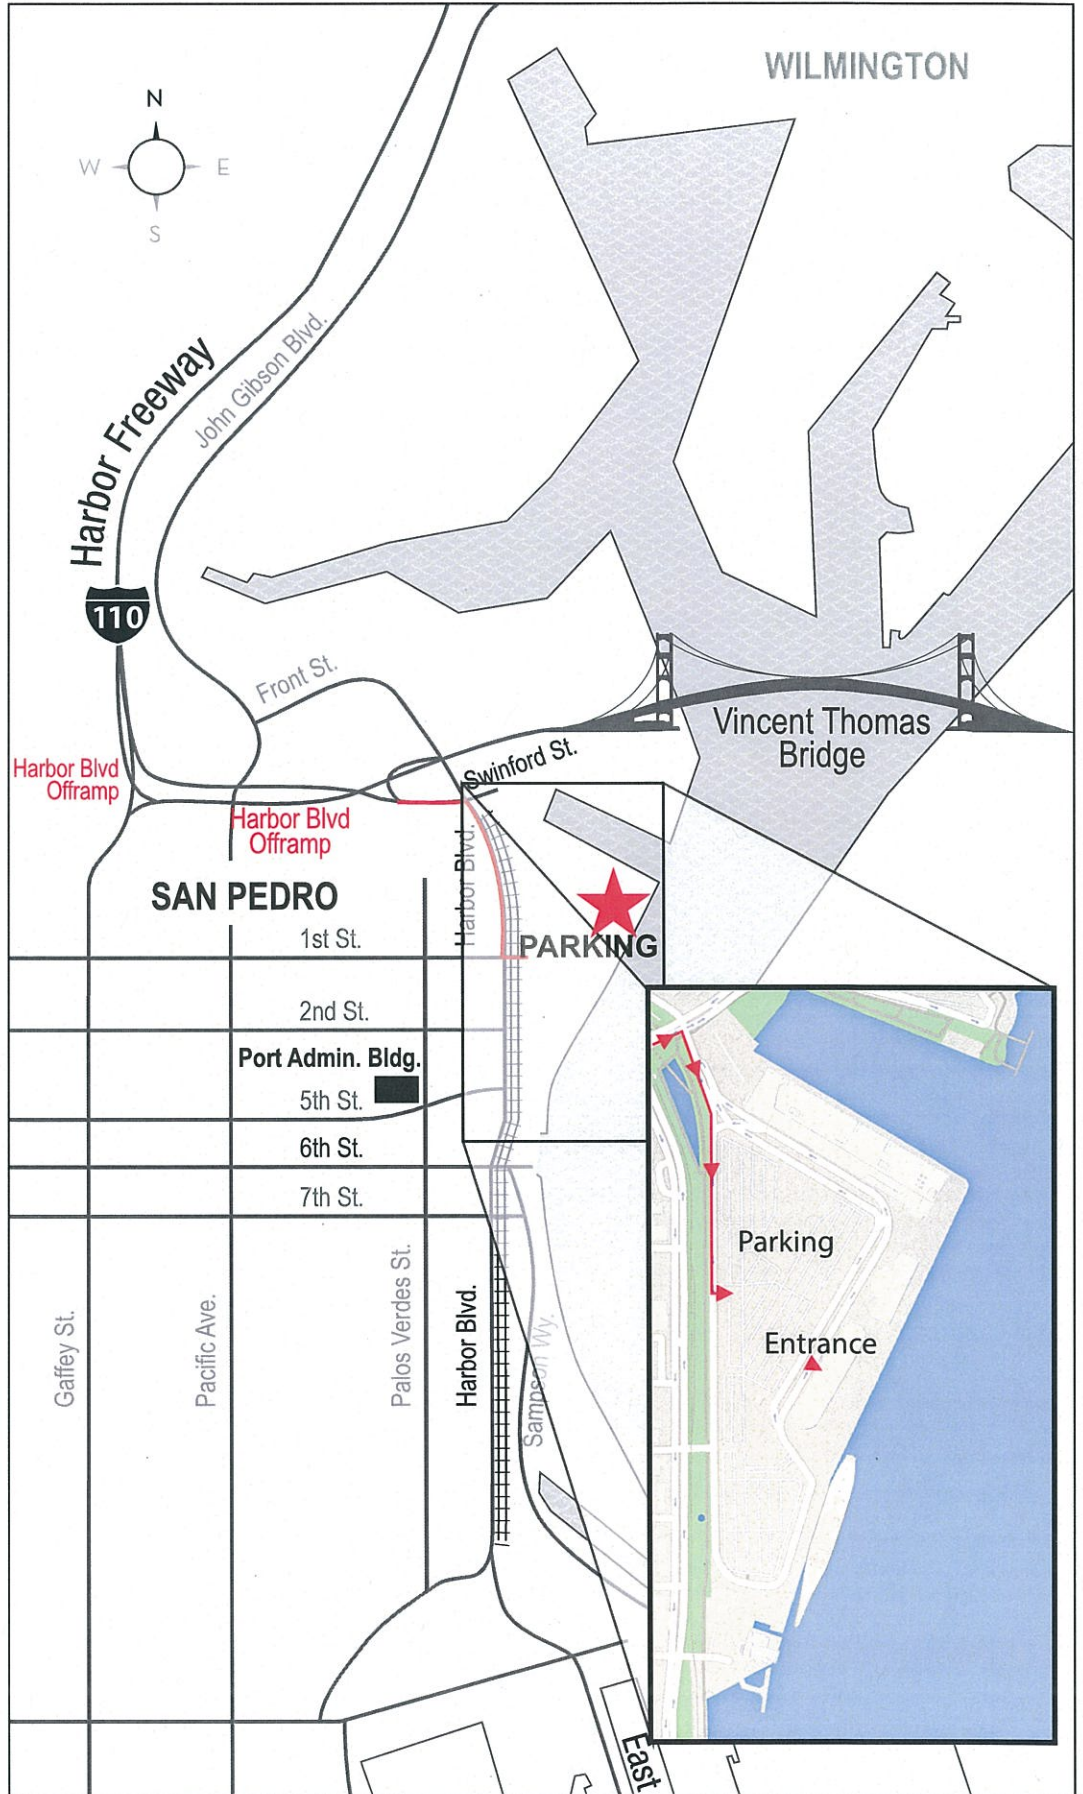 WILMINGTON
N
W
E
S
Harbor Freeway
John Gibson Blvd.
110
Front St.
Vincent Thomas
Bridge
Swinford St.
Harbor Blvd
Offramp
Harbor Blvd
Offramp
Harbor Blvd.
SAN PEDRO
PARKING
1st St.
2nd St.
Port Admin. Bldg.
5th St.
6th St.
7th St.
Parking
Entrance
Gaffey St.
Pacific Ave.
Palos Verdes St.
Harbor Blvd.
Sampson Wy.
East